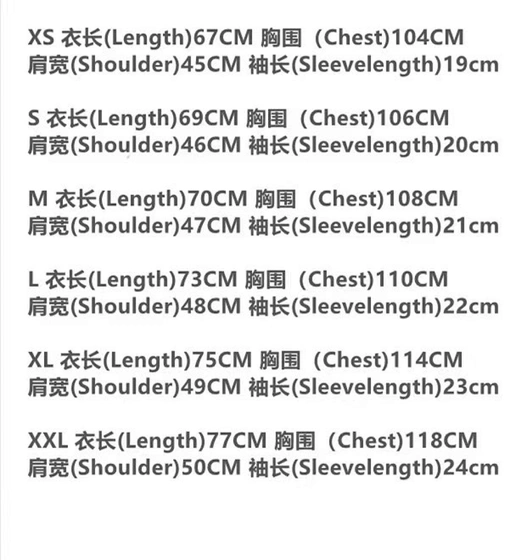 XS 衣长(Length)67CM 胸围（Chest)104CM
肩宽(Shoulder)45CM 袖长(Sleevelength)19cm
S 衣长(Length)69CM 胸围（Chest)106CM
肩宽(Shoulder)46CM 袖长(Sleevelength)20cm
M 衣长(Length)70CM 胸围（Chest)108CM
肩宽(Shoulder)47CM 袖长(Sleevelength)21cm
L 衣长(Length)73CM 胸围（Chest)110CM
肩宽(Shoulder)48CM 袖长(Sleevelength)22cm
XL 衣长(Length)75CM 胸围（Chest)114CM
肩宽(Shoulder)49CM 袖长(Sleevelength)23cm
XXL 衣长(Length)77CM 胸围（Chest)118CM
肩宽(Shoulder)50CM 袖长(Sleevelength)24cm